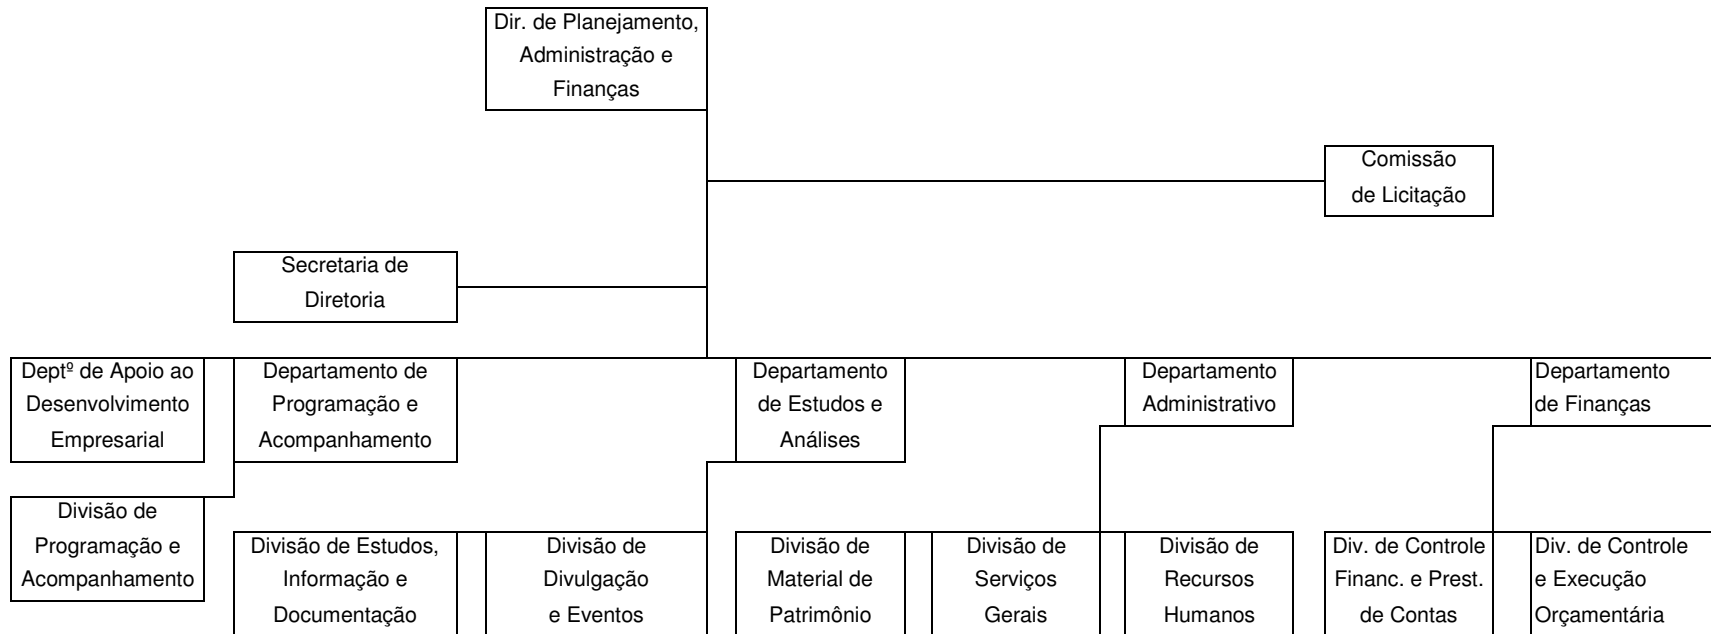 Dir. de Planejamento,
Administração e
Finanças
Comissão
de Licitação
Secretaria de
Diretoria
Deptº de Apoio ao
Desenvolvimento
Empresarial
Departamento de
Programação e
Acompanhamento
Departamento
de Estudos e
Análises
Departamento
Administrativo
Departamento
de Finanças
Divisão de
Programação e
Acompanhamento
Divisão de Estudos,
Informação e
Documentação
Divisão de
Divulgação
e Eventos
Divisão de
Material de
Patrimônio
Divisão de
Serviços
Gerais
Divisão de
Recursos
Humanos
Div. de Controle
Financ. e Prest.
de Contas
Div. de Controle
e Execução
Orçamentária